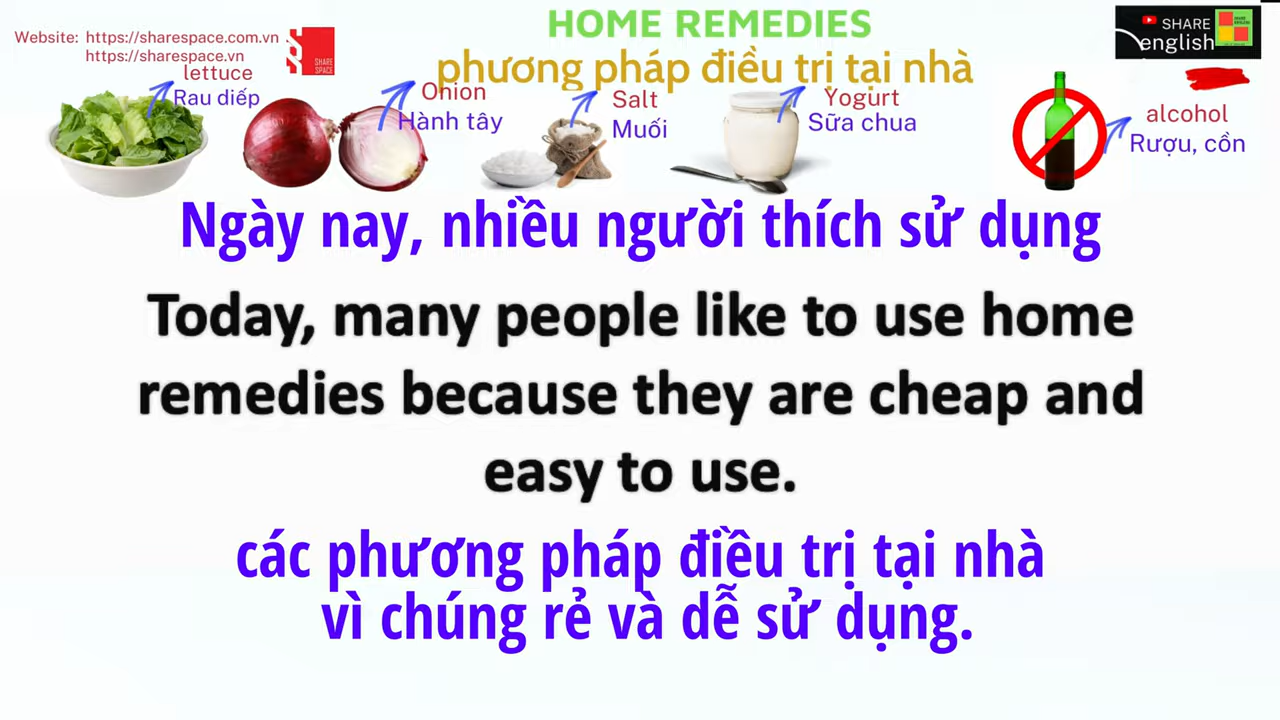 HOME REMEDIES
phương pháp điều trị tại nhà
Website: https://sharespace.com.vn
https://sharespace.vn
SHARE
SPACE
SHARE
english
lettuce
Rau diếp
Onion
Hành tây
Salt
Muối
Yogurt
Sữa chua
alcohol
Rượu, cồn
Ngày nay, nhiều người thích sử dụng
Today, many people like to use home
remedies because they are cheap and
easy to use.
các phương pháp điều trị tại nhà
vì chúng rẻ và dễ sử dụng.